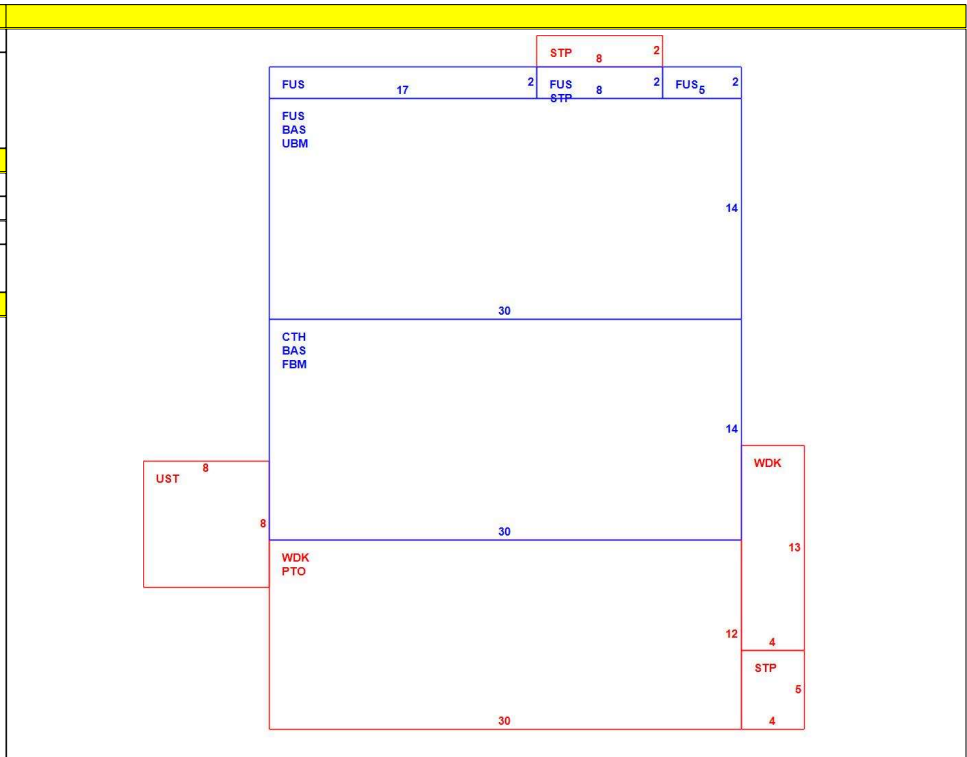 STP 8 2
FUS 17 2
FUS 8 2
STP
FUS 5 2
FUS
BAS
UBM
14
30
CTH
BAS
FBM
14
30
8
UST
8
WDK
13
4
WDK
PTO
12
30
STP
5
4